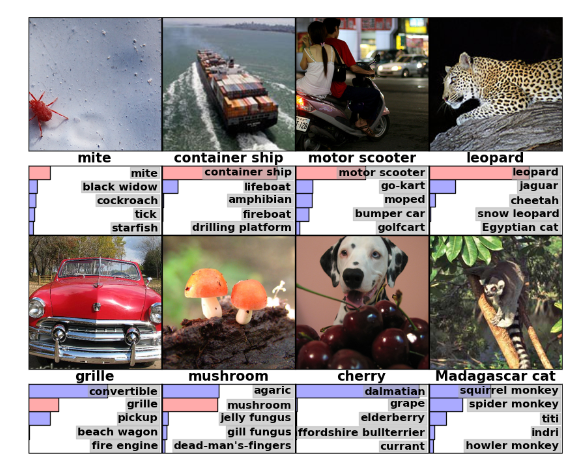 mite
container ship
motor scooter
leopard
mite
black widow
cockroach
tick
starfish
container ship
lifeboat
amphibian
fireboat
drilling platform
motor scooter
go-kart
moped
bumper car
golfcart
leopard
jaguar
cheetah
snow leopard
Egyptian cat
grille
mushroom
cherry
Madagascar cat
convertible
grille
pickup
beach wagon
fire engine
agaric
mushroom
jelly fungus
gill fungus
dead-man's-fingers
dalmatian
grape
elderberry
ffordshire bullterrier
currant
squirrel monkey
spider monkey
titi
indri
howler monkey